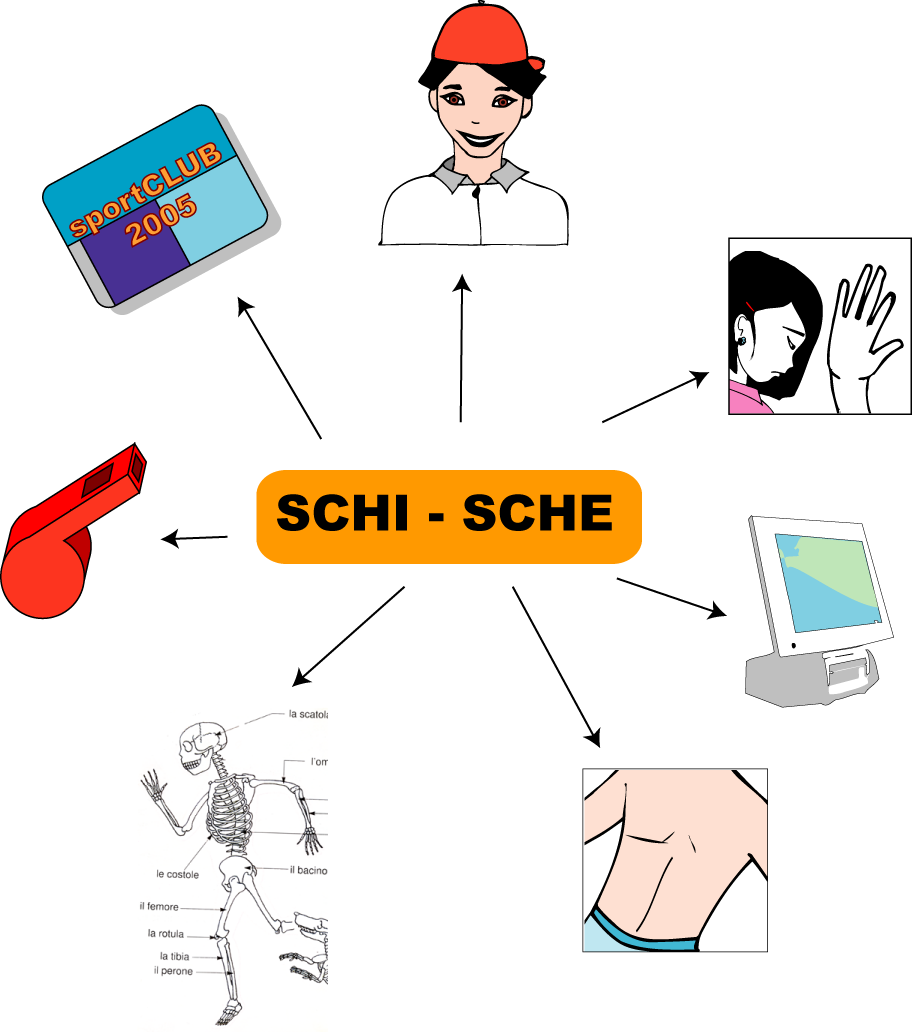 sportCLUB
2005
SCHI - SCHE
la scatola
l'om
le costole
il bacino
il femore
la rotula
la tibia
il perone